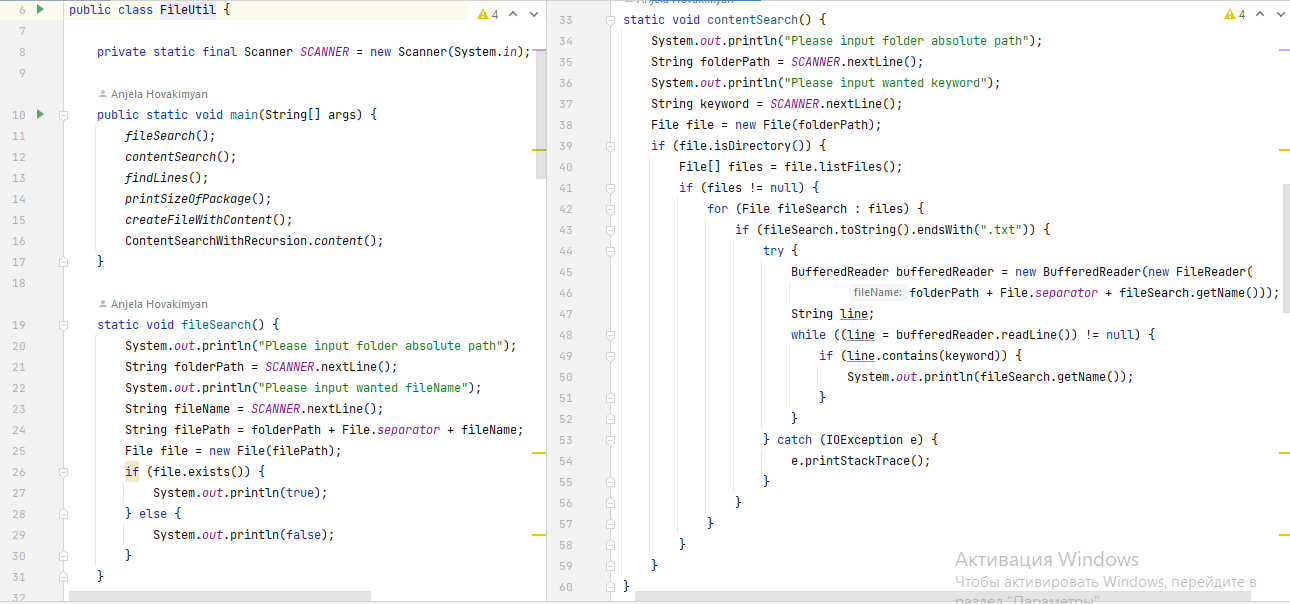 6 public class FileUtil {
4
7
8 private static final Scanner SCANNER = new Scanner(System.in);
9
Anjela Hovakimyan
10 public static void main(String[] args) {
11 fileSearch();
12 contentSearch();
13 findLines();
14 printSizeOfPackage();
15 createFileWithContent();
16 ContentSearchWithRecursion.content();
17 }
18
Anjela Hovakimyan
19 static void fileSearch() {
20 System.out.println("Please input folder absolute path");
21 String folderPath = SCANNER.nextLine();
22 System.out.println("Please input wanted fileName");
23 String fileName = SCANNER.nextLine();
24 String filePath = folderPath + File.separator + fileName;
25 File file = new File(filePath);
26 if (file.exists()) {
27 System.out.println(true);
28 } else {
29 System.out.println(false);
30 }
31 }
32
Anjela Hovakimyan
33 static void contentSearch() {
4
34 System.out.println("Please input folder absolute path");
35 String folderPath = SCANNER.nextLine();
36 System.out.println("Please input wanted keyword");
37 String keyword = SCANNER.nextLine();
38 File file = new File(folderPath);
39 if (file.isDirectory()) {
40 File[] files = file.listFiles();
41 if (files != null) {
42 for (File fileSearch : files) {
43 if (fileSearch.toString().endsWith(".txt")) {
44 try {
45 BufferedReader bufferedReader = new BufferedReader(new FileReader(
46 fileName: folderPath + File.separator + fileSearch.getName()));
47 String line;
48 while ((line = bufferedReader.readLine()) != null) {
49 if (line.contains(keyword)) {
50 System.out.println(fileSearch.getName());
51 }
52 }
53 } catch (IOException e) {
54 e.printStackTrace();
55 }
56 }
57 }
58 }
59 }
60 }
Активация Windows
Чтобы активировать Windows, перейдите в
раздел "Параметры".